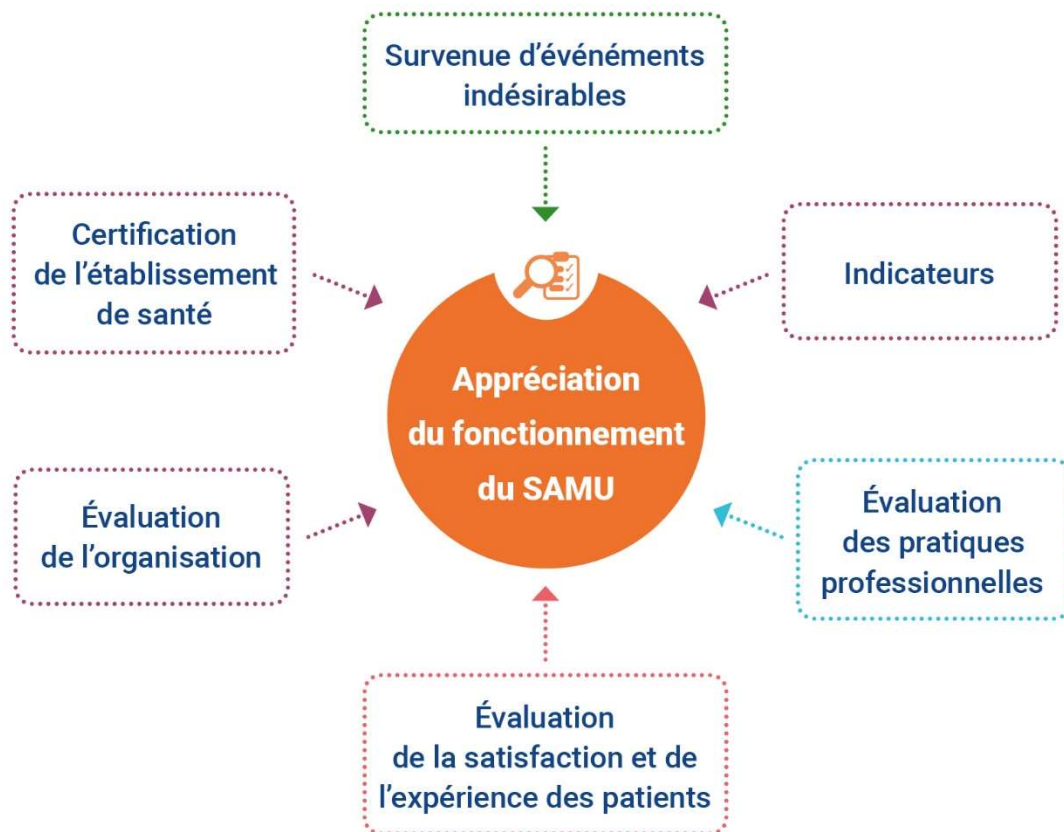 Survenue d’événéments
indésirables
Certification
de l’établissement
de santé
Indicateurs
Appréciation
du fonctionnement
du SAMU
Évaluation
de l’organisation
Évaluation
des pratiques
professionnelles
Évaluation
de la satisfaction et de
l’expérience des patients